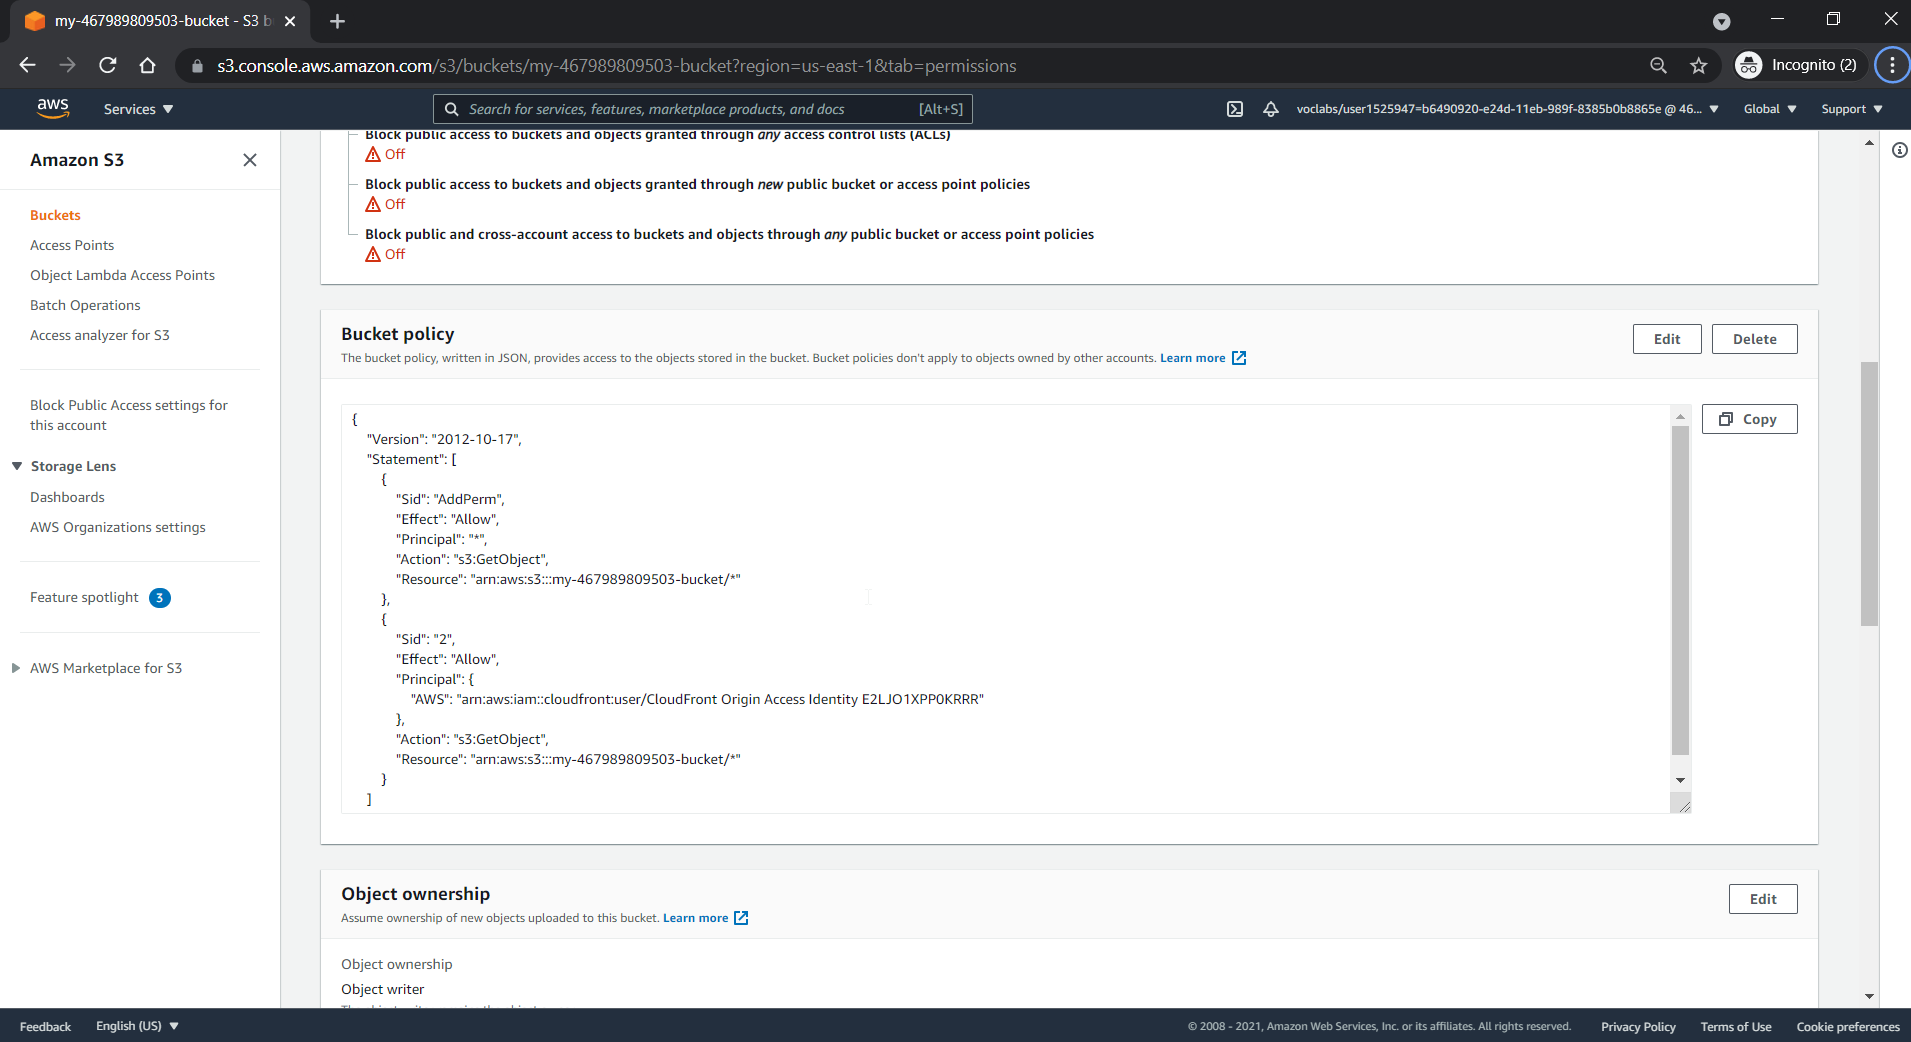 my-467989809503-bucket - S3 b
s3.console.aws.amazon.com/s3/buckets/my-467989809503-bucket?region=us-east-1&tab=permissions
Incognito (2)
aws
Services
Search for services, features, marketplace products, and docs [Alt+S]
voclabs/user1525947=b6490920-e24d-11eb-989f-8385b0b8865e @ 46...
Global
Support
Amazon S3
Buckets
Access Points
Object Lambda Access Points
Batch Operations
Access analyzer for S3
Block Public Access settings for
this account
Storage Lens
Dashboards
AWS Organizations settings
Feature spotlight 3
AWS Marketplace for S3
Block public access to buckets and objects granted through any access control lists (ACLs)
Off
Block public access to buckets and objects granted through new public bucket or access point policies
Off
Block public and cross-account access to buckets and objects through any public bucket or access point policies
Off
Bucket policy
Edit
Delete
The bucket policy, written in JSON, provides access to the objects stored in the bucket. Bucket policies don't apply to objects owned by other accounts. Learn more
Copy
{
"Version": "2012-10-17",
"Statement": [
{
"Sid": "AddPerm",
"Effect": "Allow",
"Principal": "*",
"Action": "s3:GetObject",
"Resource": "arn:aws:s3:::my-467989809503-bucket/*"
},
{
"Sid": "2",
"Effect": "Allow",
"Principal": {
"AWS": "arn:aws:iam::cloudfront:user/CloudFront Origin Access Identity E2LJO1XPP0KRRR"
},
"Action": "s3:GetObject",
"Resource": "arn:aws:s3:::my-467989809503-bucket/*"
}
]
Object ownership
Edit
Assume ownership of new objects uploaded to this bucket. Learn more
Object ownership
Object writer
Feedback
English (US)
© 2008 - 2021, Amazon Web Services, Inc. or its affiliates. All rights reserved.
Privacy Policy
Terms of Use
Cookie preferences